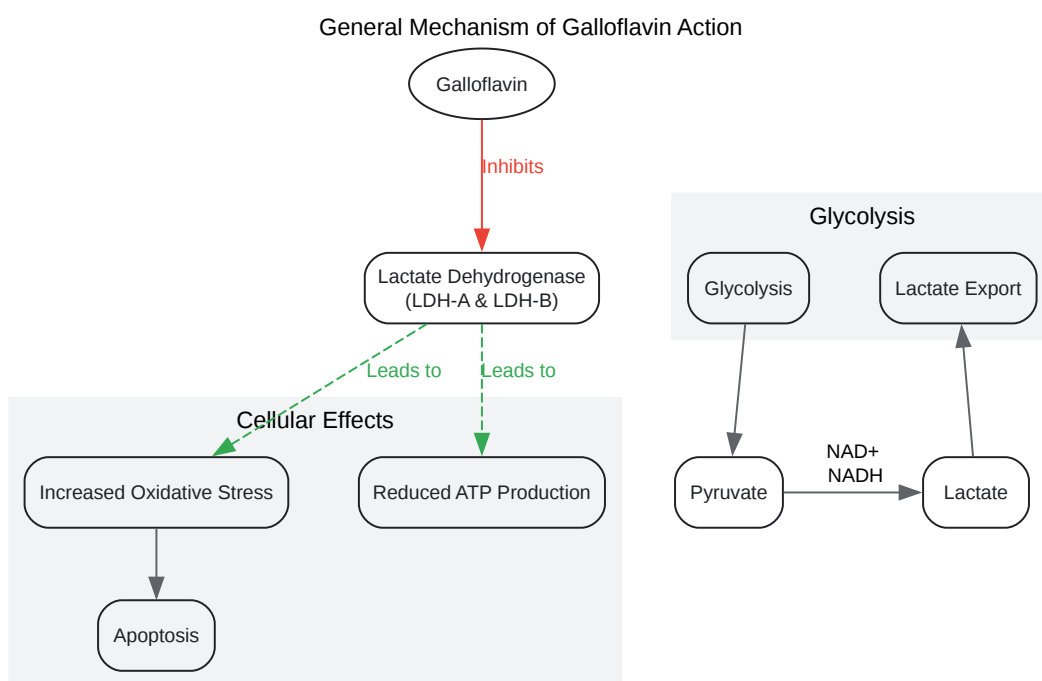 General Mechanism of Galloflavin Action
Galloflavin
Inhibits
Lactate Dehydrogenase
(LDH-A & LDH-B)
Leads to
Leads to
Cellular Effects
Increased Oxidative Stress
Reduced ATP Production
Apoptosis
Glycolysis
Glycolysis
Lactate Export
NAD+
NADH
Pyruvate
Lactate